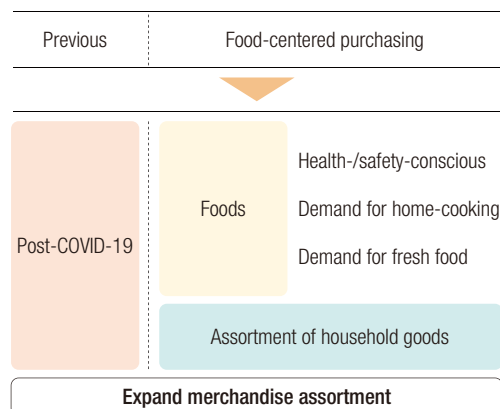 Previous
Food-centered purchasing
Post-COVID-19
Foods
Health-/safety-conscious
Demand for home-cooking
Demand for fresh food
Assortment of household goods
Expand merchandise assortment